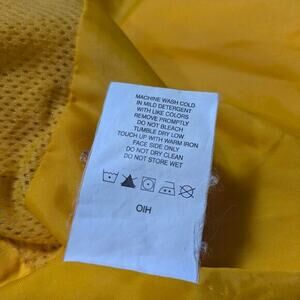 MACHINE WASH COLD
IN MILD DETERGENT
WITH LIKE COLORS
REMOVE PROMPTLY
DO NOT BLEACH
TUMBLE DRY LOW
TOUCH UP WITH WARM IRON
FACE SIDE ONLY
DO NOT DRY CLEAN
DO NOT STORE WET
OIH